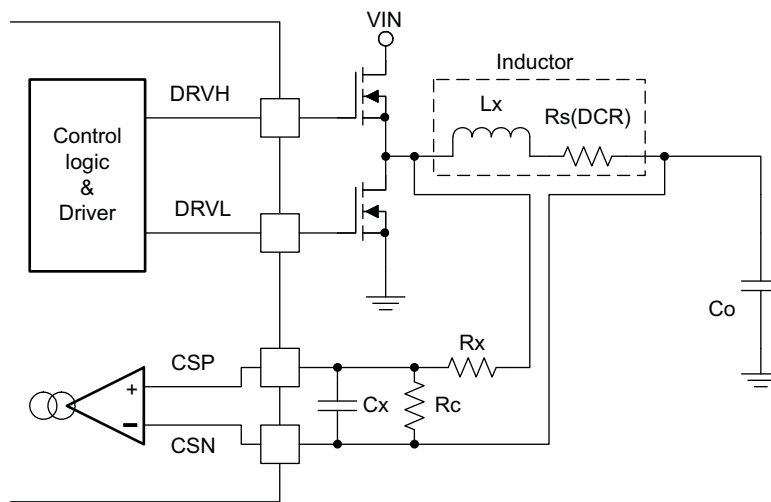 VIN
Inductor
DRVH
Lx
Rs(DCR)
Control
logic
&
Driver
DRVL
Co
Rx
CSP
+
Cx
Rc
-
CSN